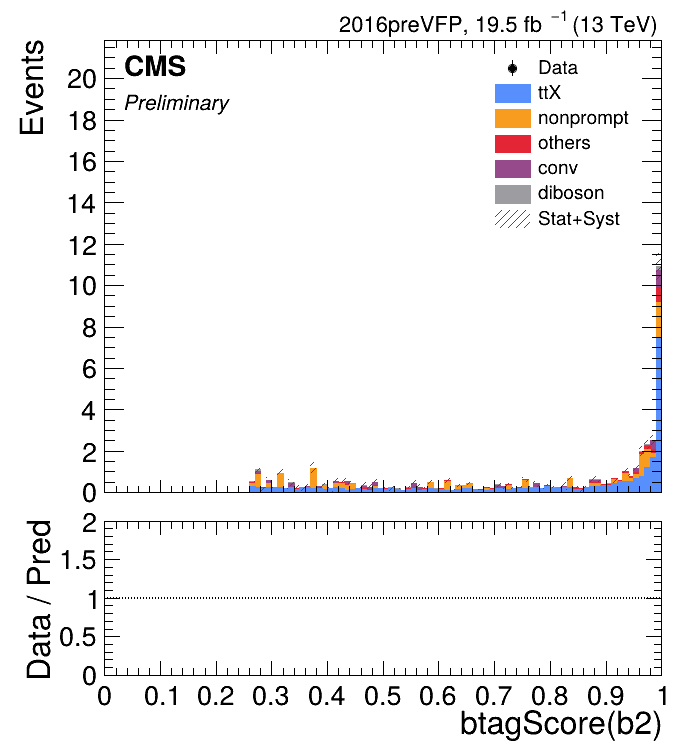 2016preVFP, 19.5 fb⁻¹ (13 TeV)
CMS
Preliminary
Data
ttX
nonprompt
others
conv
diboson
Stat+Syst
Events
20
18
16
14
12
10
8
6
4
2
0
Data / Pred
2
1.5
1
0.5
0
0 0.1 0.2 0.3 0.4 0.5 0.6 0.7 0.8 0.9 1
btagScore(b2)